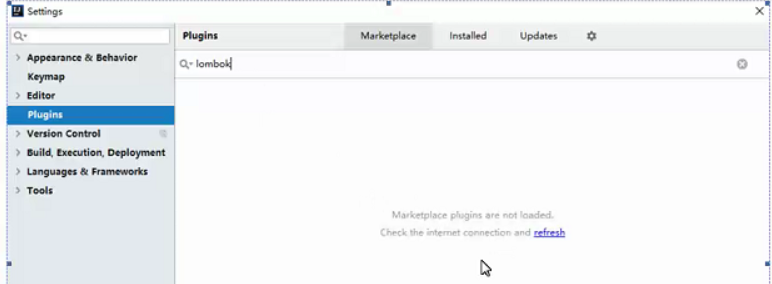 Settings
Plugins Marketplace Installed Updates
lombok
Appearance & Behavior
Keymap
Editor
Plugins
Version Control
Build, Execution, Deployment
Languages & Frameworks
Tools
Marketplace plugins are not loaded.
Check the internet connection and refresh